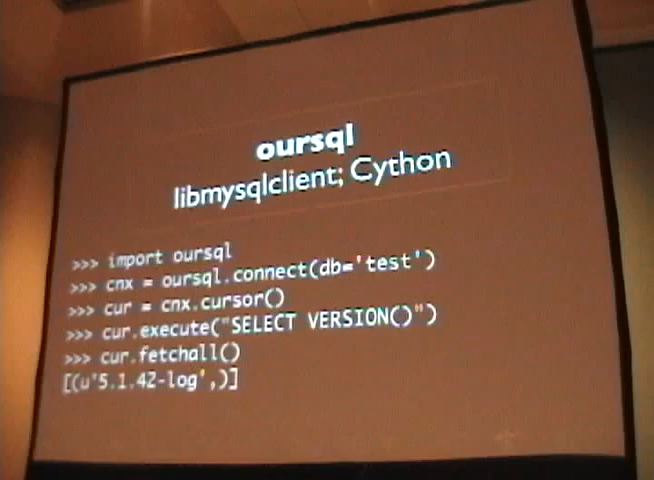 oursql
libmysqlclient; Cython
>>> import oursql
>>> cnx = oursql.connect(db='test')
>>> cur = cnx.cursor()
>>> cur.execute("SELECT VERSION()")
>>> cur.fetchall()
[(u'5.1.42-log',)]